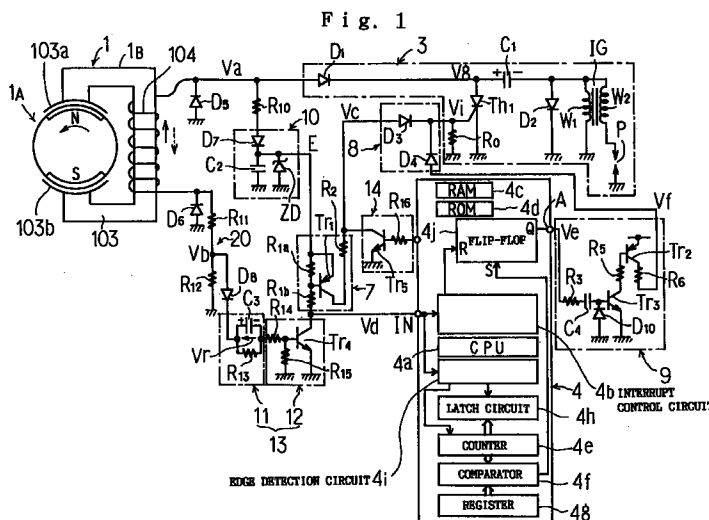 Fig. 1
103a 1 1B 104
1A
N
S
103b
103
Va
D1
3
V8
C1
+ -
IG
W1
W2
P
D5
R10
10
D7
E
C2
ZD
Vc
8
D3
D4
Vi
Th1
R0
D2
D6
R11
20
Vb
R12
D8
R2
Tr1
R1a
R1b
7
14
R16
Tr5
C3
- +
Vr
R13
R14
R15
Tr4
11
12
13
Vd
IN
RAM 4c
ROM 4d
4j
FLIP-FLOP
Q
R
S
A
Ve
Vf
R5
Tr2
R6
R3
C4
Tr3
D10
9
4a
CPU
4b INTERRUPT
CONTROL CIRCUIT
4
LATCH CIRCUIT
4h
COUNTER
4e
EDGE DETECTION CIRCUIT 4i
COMPARATOR
4f
REGISTER
48